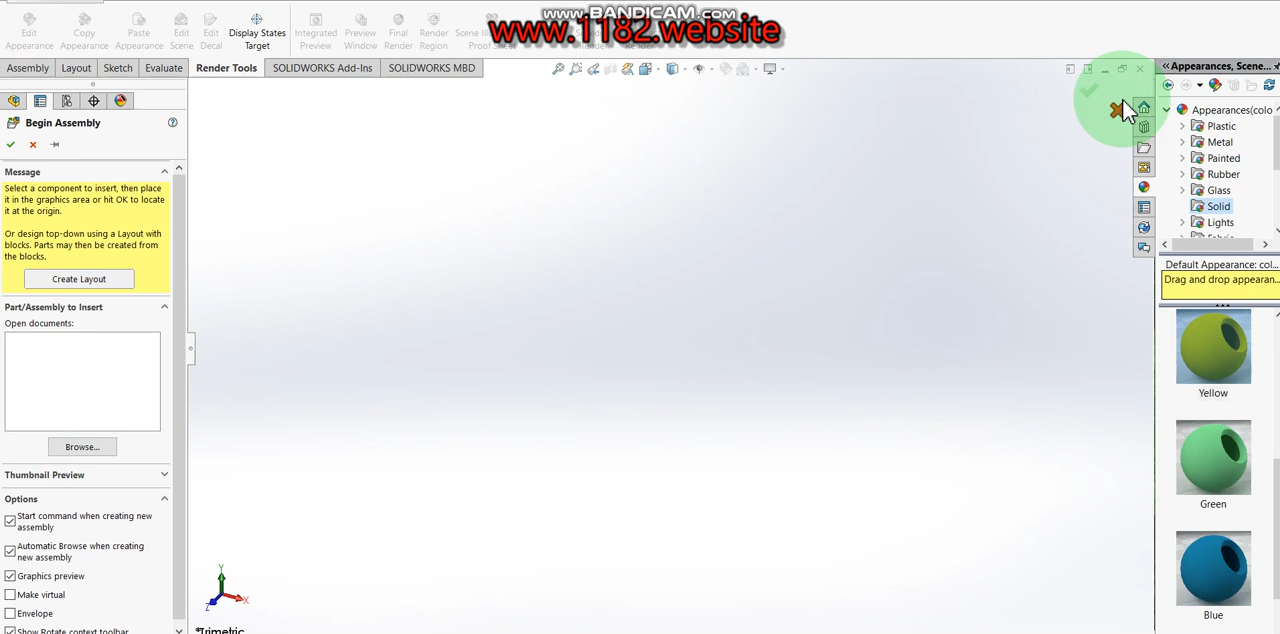 WWW.BANDICAM.COM
www.1182.website
Edit Appearance
Copy Appearance
Paste Appearance
Edit Scene
Edit Decal
Display States Target
Integrated Preview
Preview Window
Final Render
Render Region
Assembly
Layout
Sketch
Evaluate
Render Tools
SOLIDWORKS Add-Ins
SOLIDWORKS MBD
Begin Assembly
Message
Select a component to insert, then place
it in the graphics area or hit OK to locate
it at the origin.
Or design top-down using a Layout with
blocks. Parts may then be created from
the blocks.
Create Layout
Part/Assembly to Insert
Open documents:
Browse...
Thumbnail Preview
Options
Start command when creating new
assembly
Automatic Browse when creating
new assembly
Graphics preview
Make virtual
Envelope
Show Rotate context toolbar
Y
X
Z
*Trimetric
Appearances, Scene...
Appearances(colo
Plastic
Metal
Painted
Rubber
Glass
Solid
Lights
Default Appearance: col...
Drag and drop appearan...
Yellow
Green
Blue